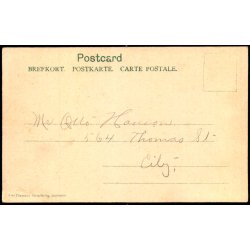 Postcard
BREFKORT. POSTKARTE. CARTE POSTALE.
Mr Otto Hanson
564 Thomas St
City,